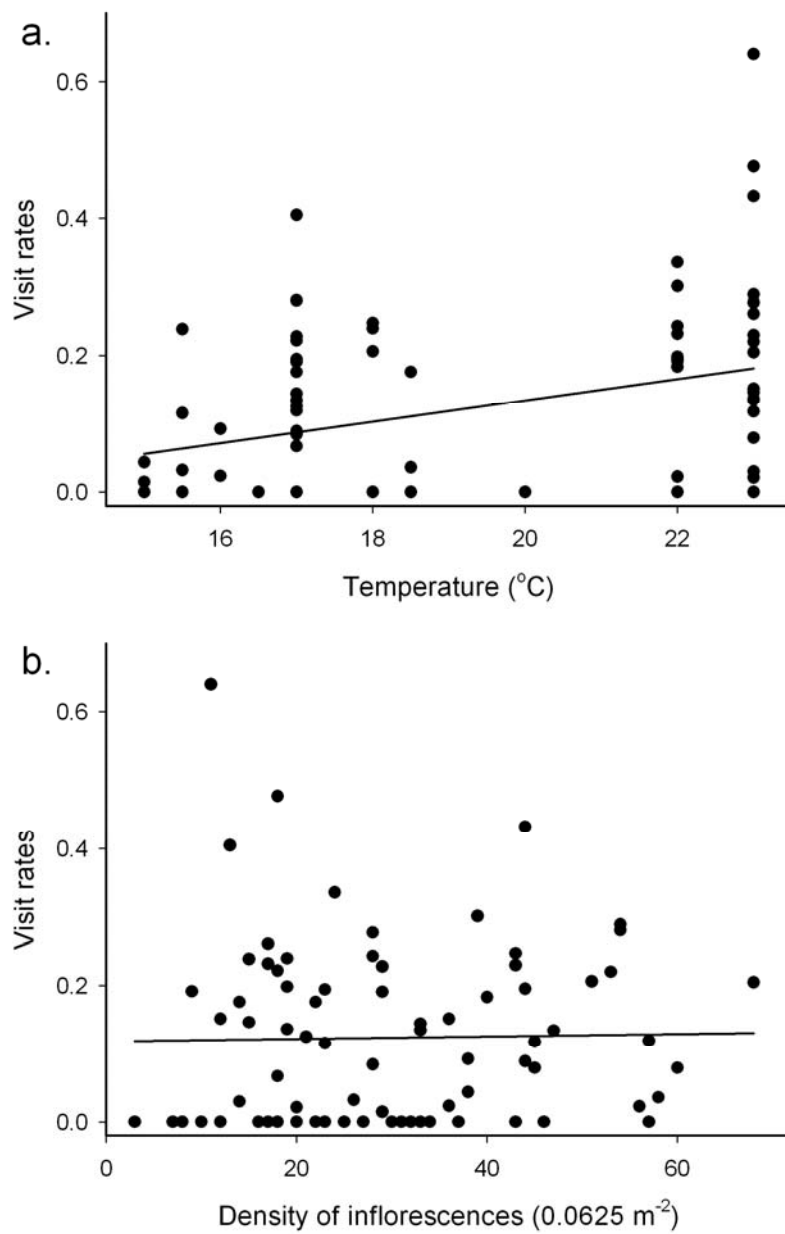 a.
0.6
0.4
0.2
0.0
Visit rates
16 18 20 22
Temperature (°C)
b.
0.6
0.4
0.2
0.0
Visit rates
0 20 40 60
Density of inflorescences (0.0625 m⁻²)